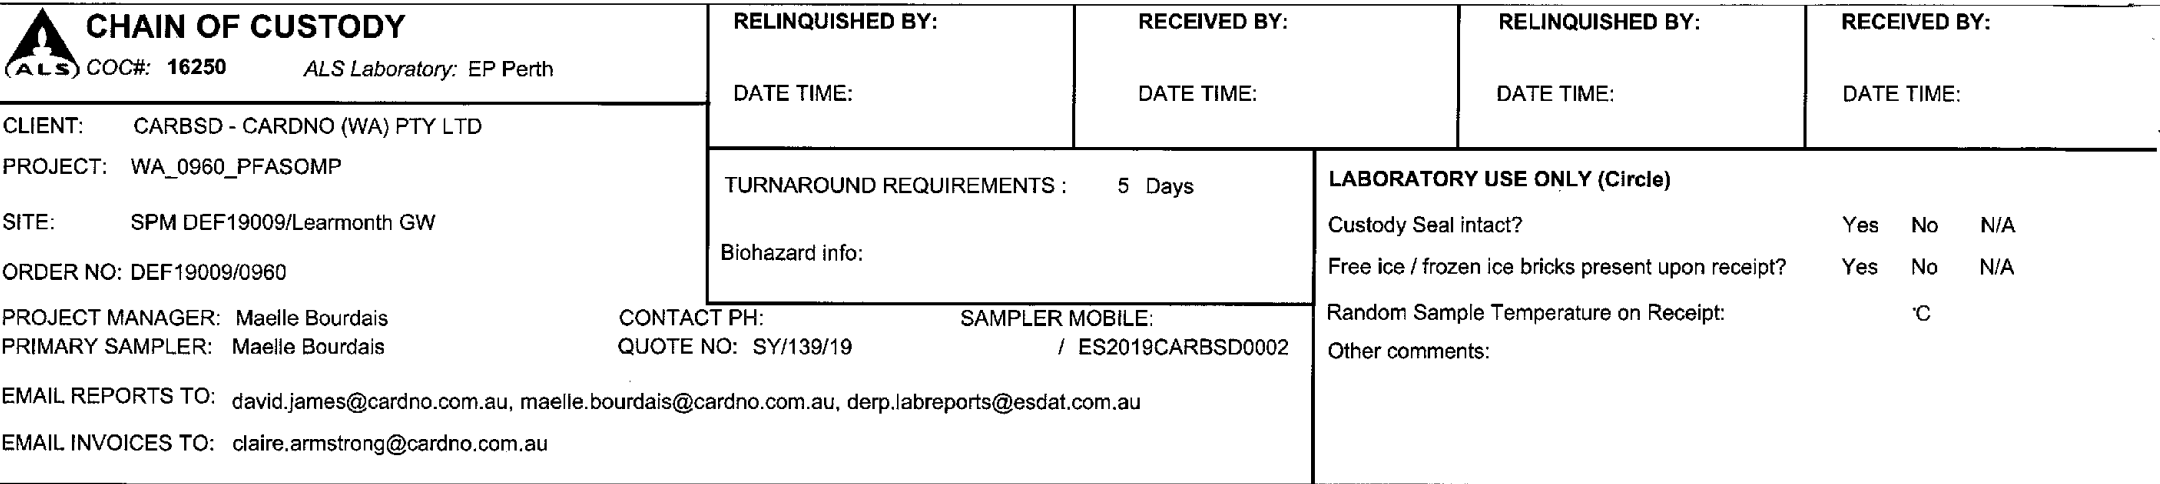 CHAIN OF CUSTODY
(ALS) COC#: 16250 ALS Laboratory: EP Perth
RELINQUISHED BY: RECEIVED BY: RELINQUISHED BY: RECEIVED BY:
DATE TIME: DATE TIME: DATE TIME: DATE TIME:
CLIENT: CARBSD - CARDNO (WA) PTY LTD
PROJECT: WA_0960_PFASOMP
SITE: SPM DEF19009/Learmonth GW
ORDER NO: DEF19009/0960
TURNAROUND REQUIREMENTS : 5 Days
Biohazard info:
PROJECT MANAGER: Maelle Bourdais CONTACT PH: SAMPLER MOBILE:
PRIMARY SAMPLER: Maelle Bourdais QUOTE NO: SY/139/19 / ES2019CARBSD0002
EMAIL REPORTS TO: david.james@cardno.com.au, maelle.bourdais@cardno.com.au, derp.labreports@esdat.com.au
EMAIL INVOICES TO: claire.armstrong@cardno.com.au
LABORATORY USE ONLY (Circle)
Custody Seal intact? Yes No N/A
Free ice / frozen ice bricks present upon receipt? Yes No N/A
Random Sample Temperature on Receipt: °C
Other comments: